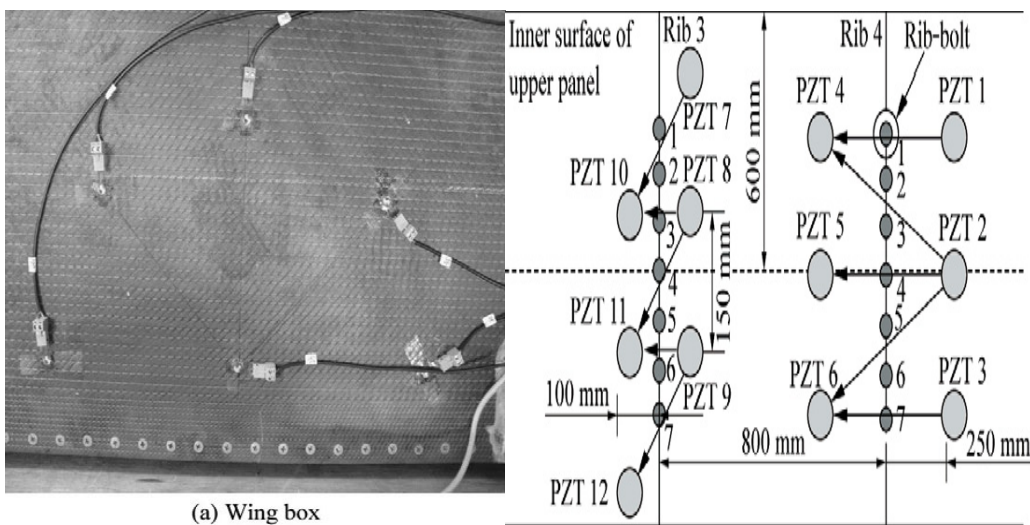 Inner surface of
upper panel
Rib 3
Rib 4
Rib-bolt
PZT 4
PZT 1
PZT 7
1
1
600 mm
PZT 10
2
PZT 8
2
3
PZT 5
3
PZT 2
4
150 mm
4
PZT 11
5
5
6
PZT 6
6
PZT 3
100 mm
PZT 9
7
7
800 mm
250 mm
PZT 12
(a) Wing box